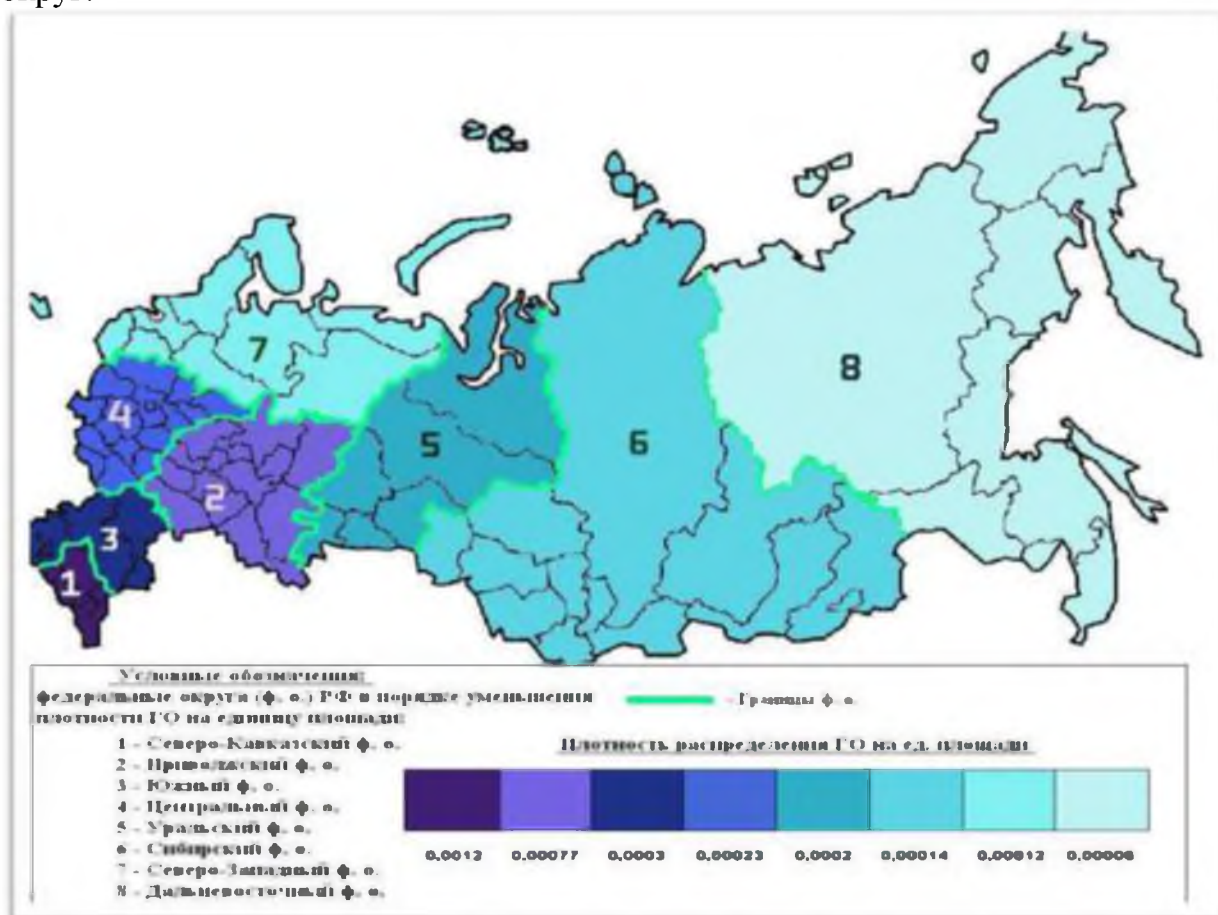 7
8
4
5
6
2
3
1
Условные обозначения:
федеральные округа (ф. о.) РФ в порядке уменьшения
плотности ГО на единицу площади:
- Границы ф. о.
1 - Северо-Кавказский ф. о.
2 - Приволжский ф. о.
3 - Южный ф. о.
4 - Центральный ф. о.
5 - Уральский ф. о.
6 - Сибирский ф. о.
7 - Северо-Западный ф. о.
8 - Дальневосточный ф. о.
Плотность распределения ГО на ед. площади
0.0012 0.00077 0.0003 0.00023 0.0002 0.00014 0.00012 0.00006